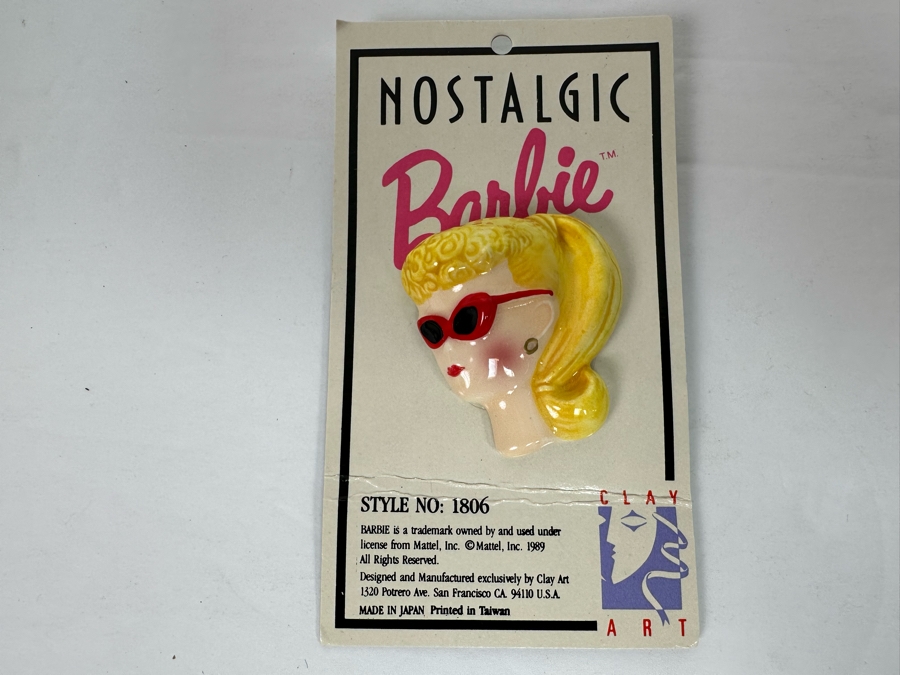 NOSTALGIC
Barbie T.M.
STYLE NO: 1806
BARBIE is a trademark owned by and used under
license from Mattel, Inc. © Mattel, Inc. 1989
All Rights Reserved.
Designed and Manufactured exclusively by Clay Art
1320 Potrero Ave. San Francisco CA. 94110 U.S.A.
MADE IN JAPAN Printed in Taiwan
CLAY
ART